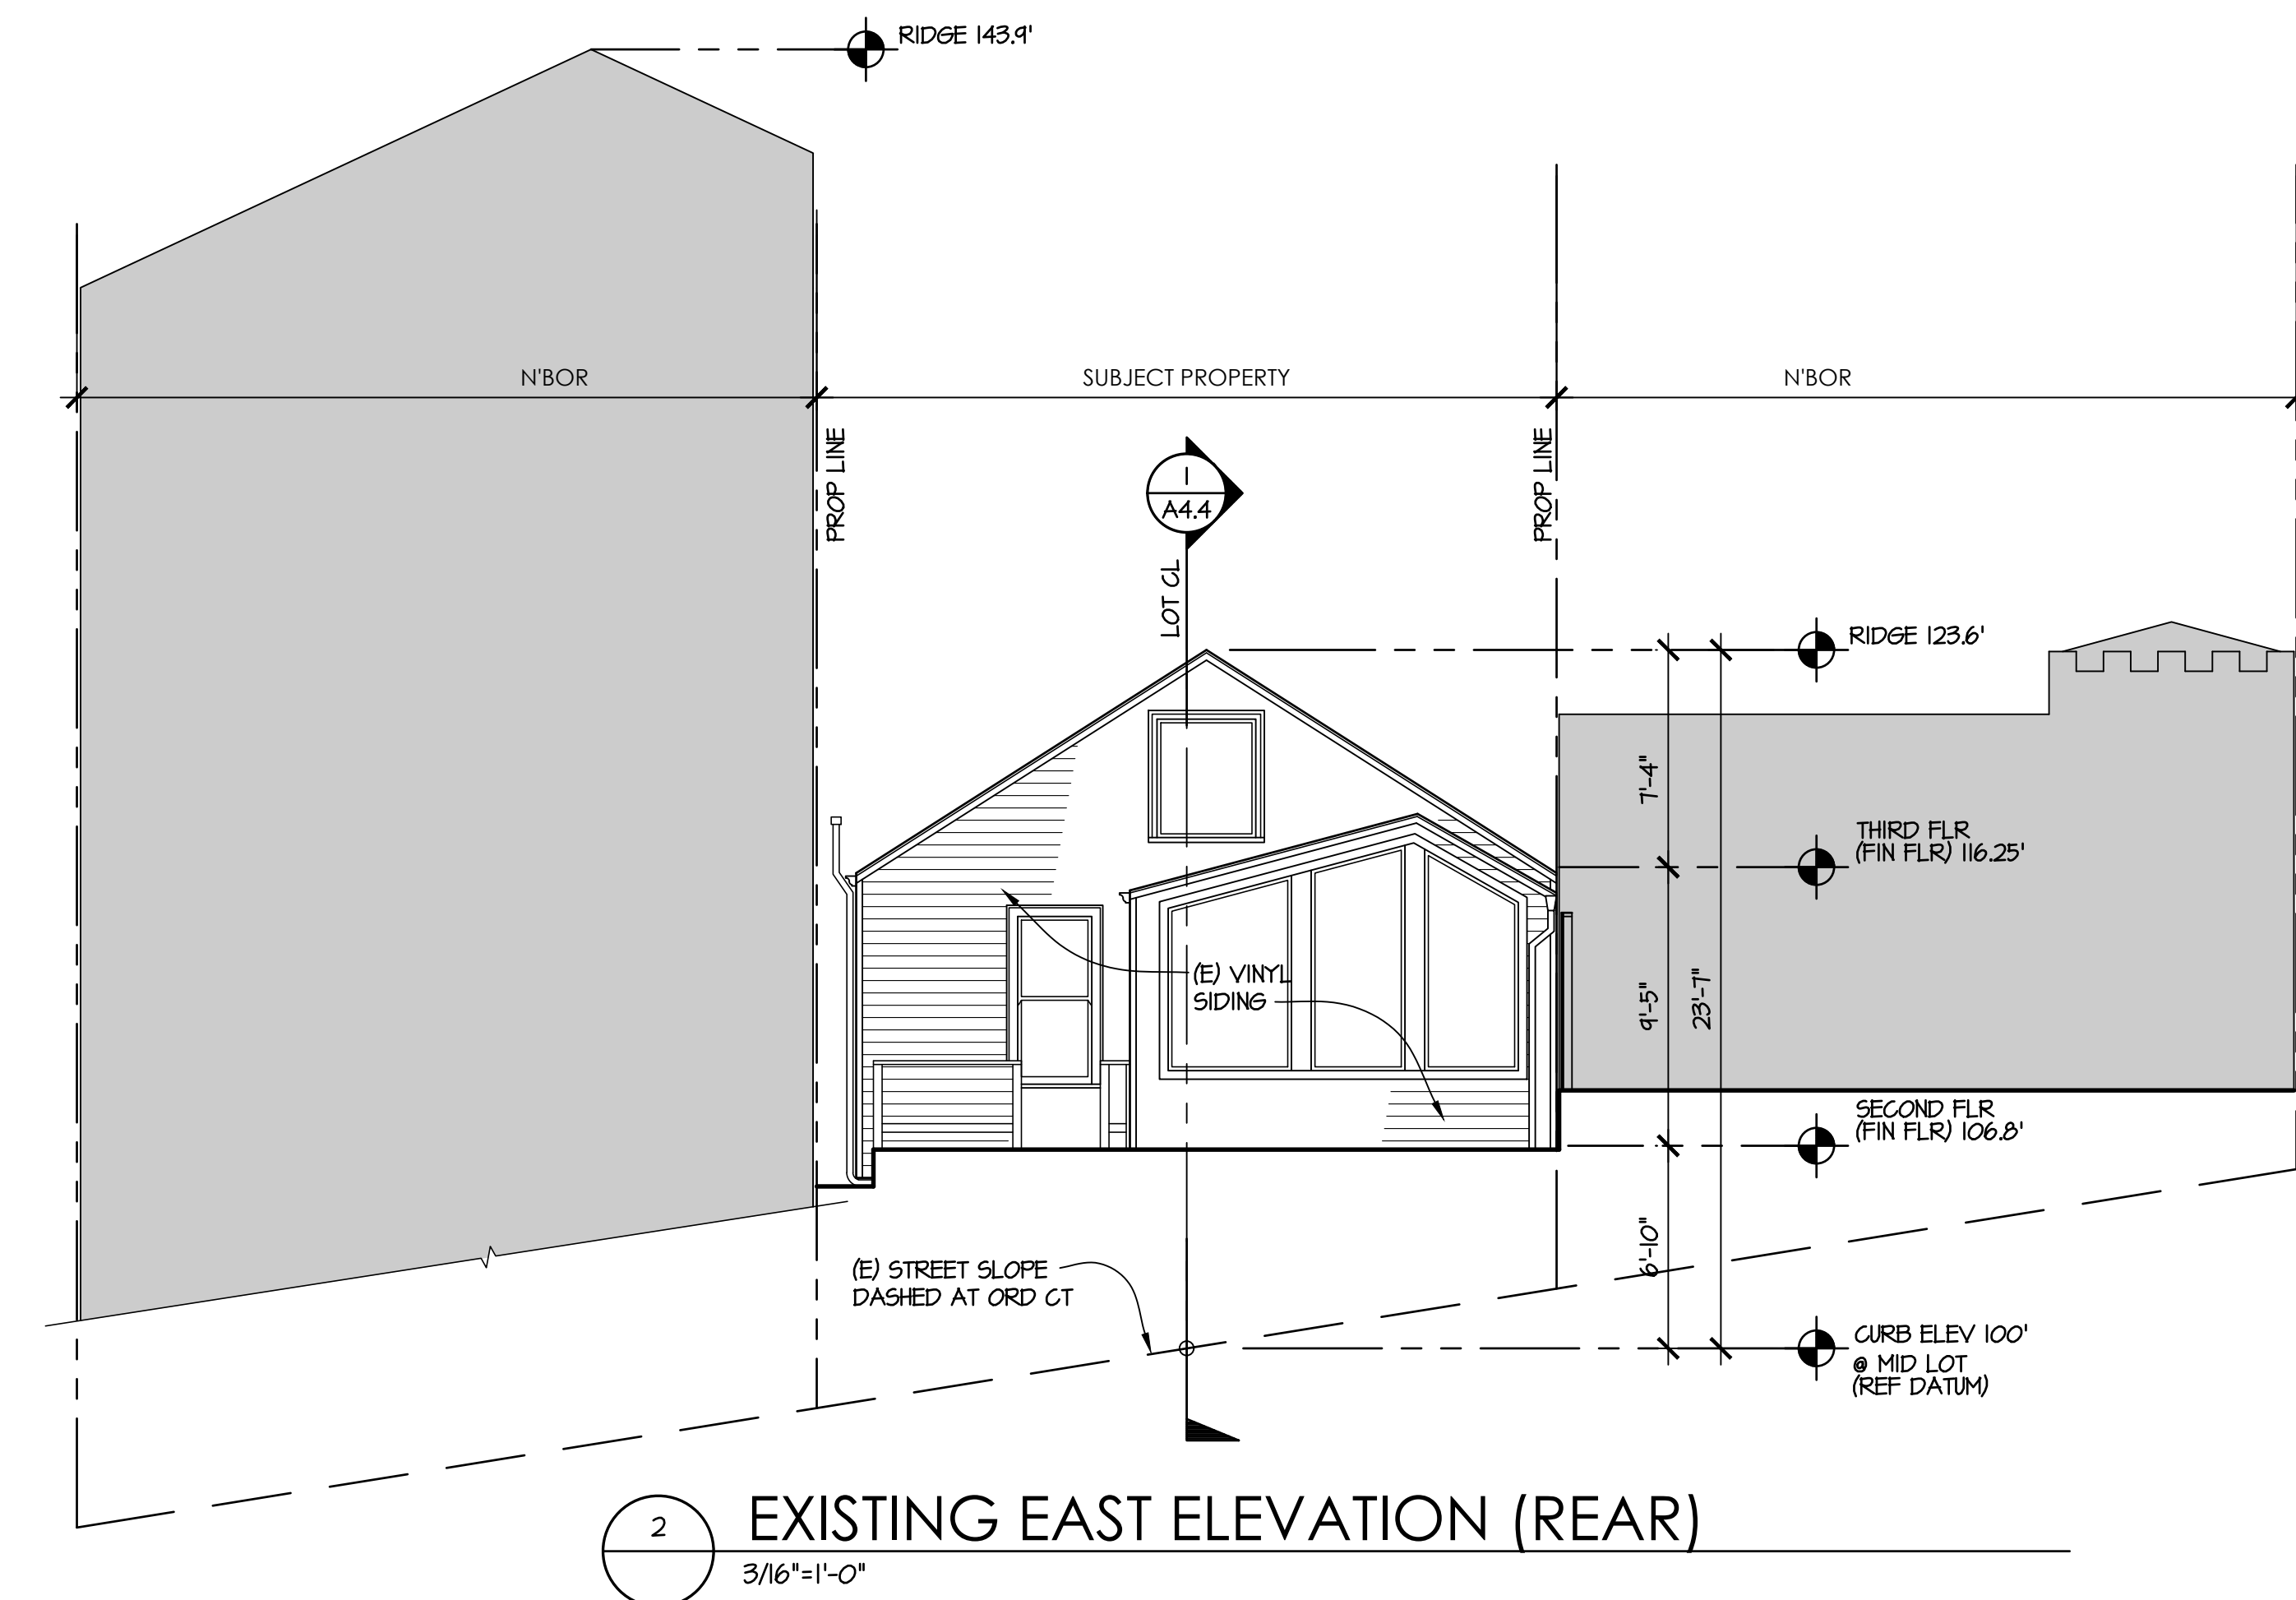 RIDGE 143.9'
N'BOR
SUBJECT PROPERTY
N'BOR
PROP LINE
PROP LINE
A4.4
LOT CL
RIDGE 123.6'
7'-4"
THIRD FLR
(FIN FLR) 116.25'
(E) VINYL
SIDING
9'-5"
23'-7"
SECOND FLR
(FIN FLR) 106.8'
6'-10"
(E) STREET SLOPE
DASHED AT ORD CT
CURB ELEV 100'
@ MID LOT
(REF DATUM)
2
EXISTING EAST ELEVATION (REAR)
3/16"=1'-0"